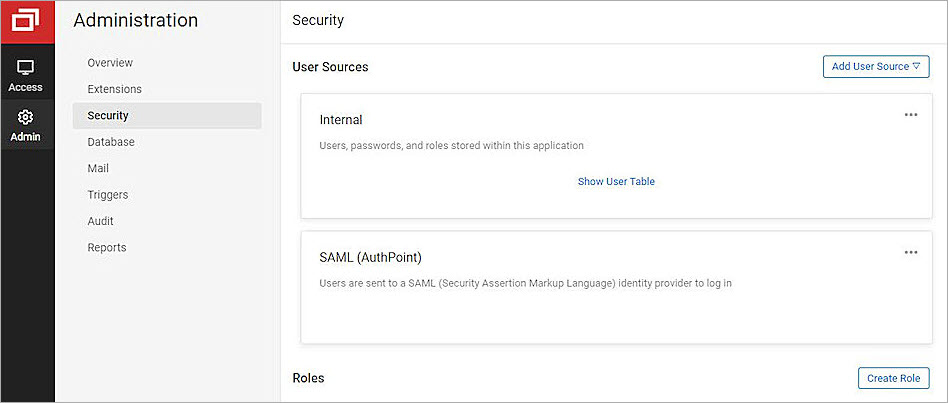 Access
Admin
Administration
Overview
Extensions
Security
Database
Mail
Triggers
Audit
Reports
Security
User Sources
Add User Source
Internal
Users, passwords, and roles stored within this application
Show User Table
SAML (AuthPoint)
Users are sent to a SAML (Security Assertion Markup Language) identity provider to log in
Roles
Create Role